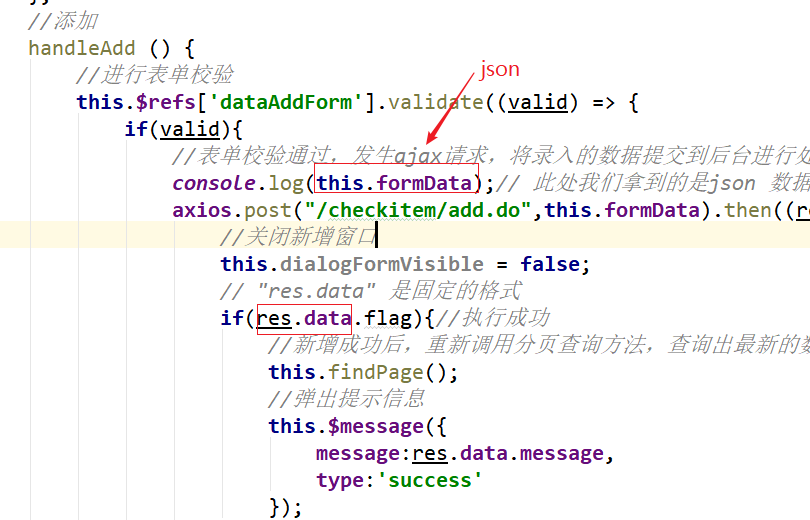 //添加
handleAdd () {
//进行表单校验
json
this.$refs['dataAddForm'].validate((valid) => {
if(valid){
//表单校验通过，发生ajax请求，将录入的数据提交到后台进行处
console.log(this.formData);// 此处我们拿到的是json 数据
axios.post("/checkitem/add.do",this.formData).then((re
//关闭新增窗口
this.dialogFormVisible = false;
// "res.data" 是固定的格式
if(res.data.flag){//执行成功
//新增成功后，重新调用分页查询方法，查询出最新的数
this.findPage();
//弹出提示信息
this.$message({
message:res.data.message,
type:'success'
});